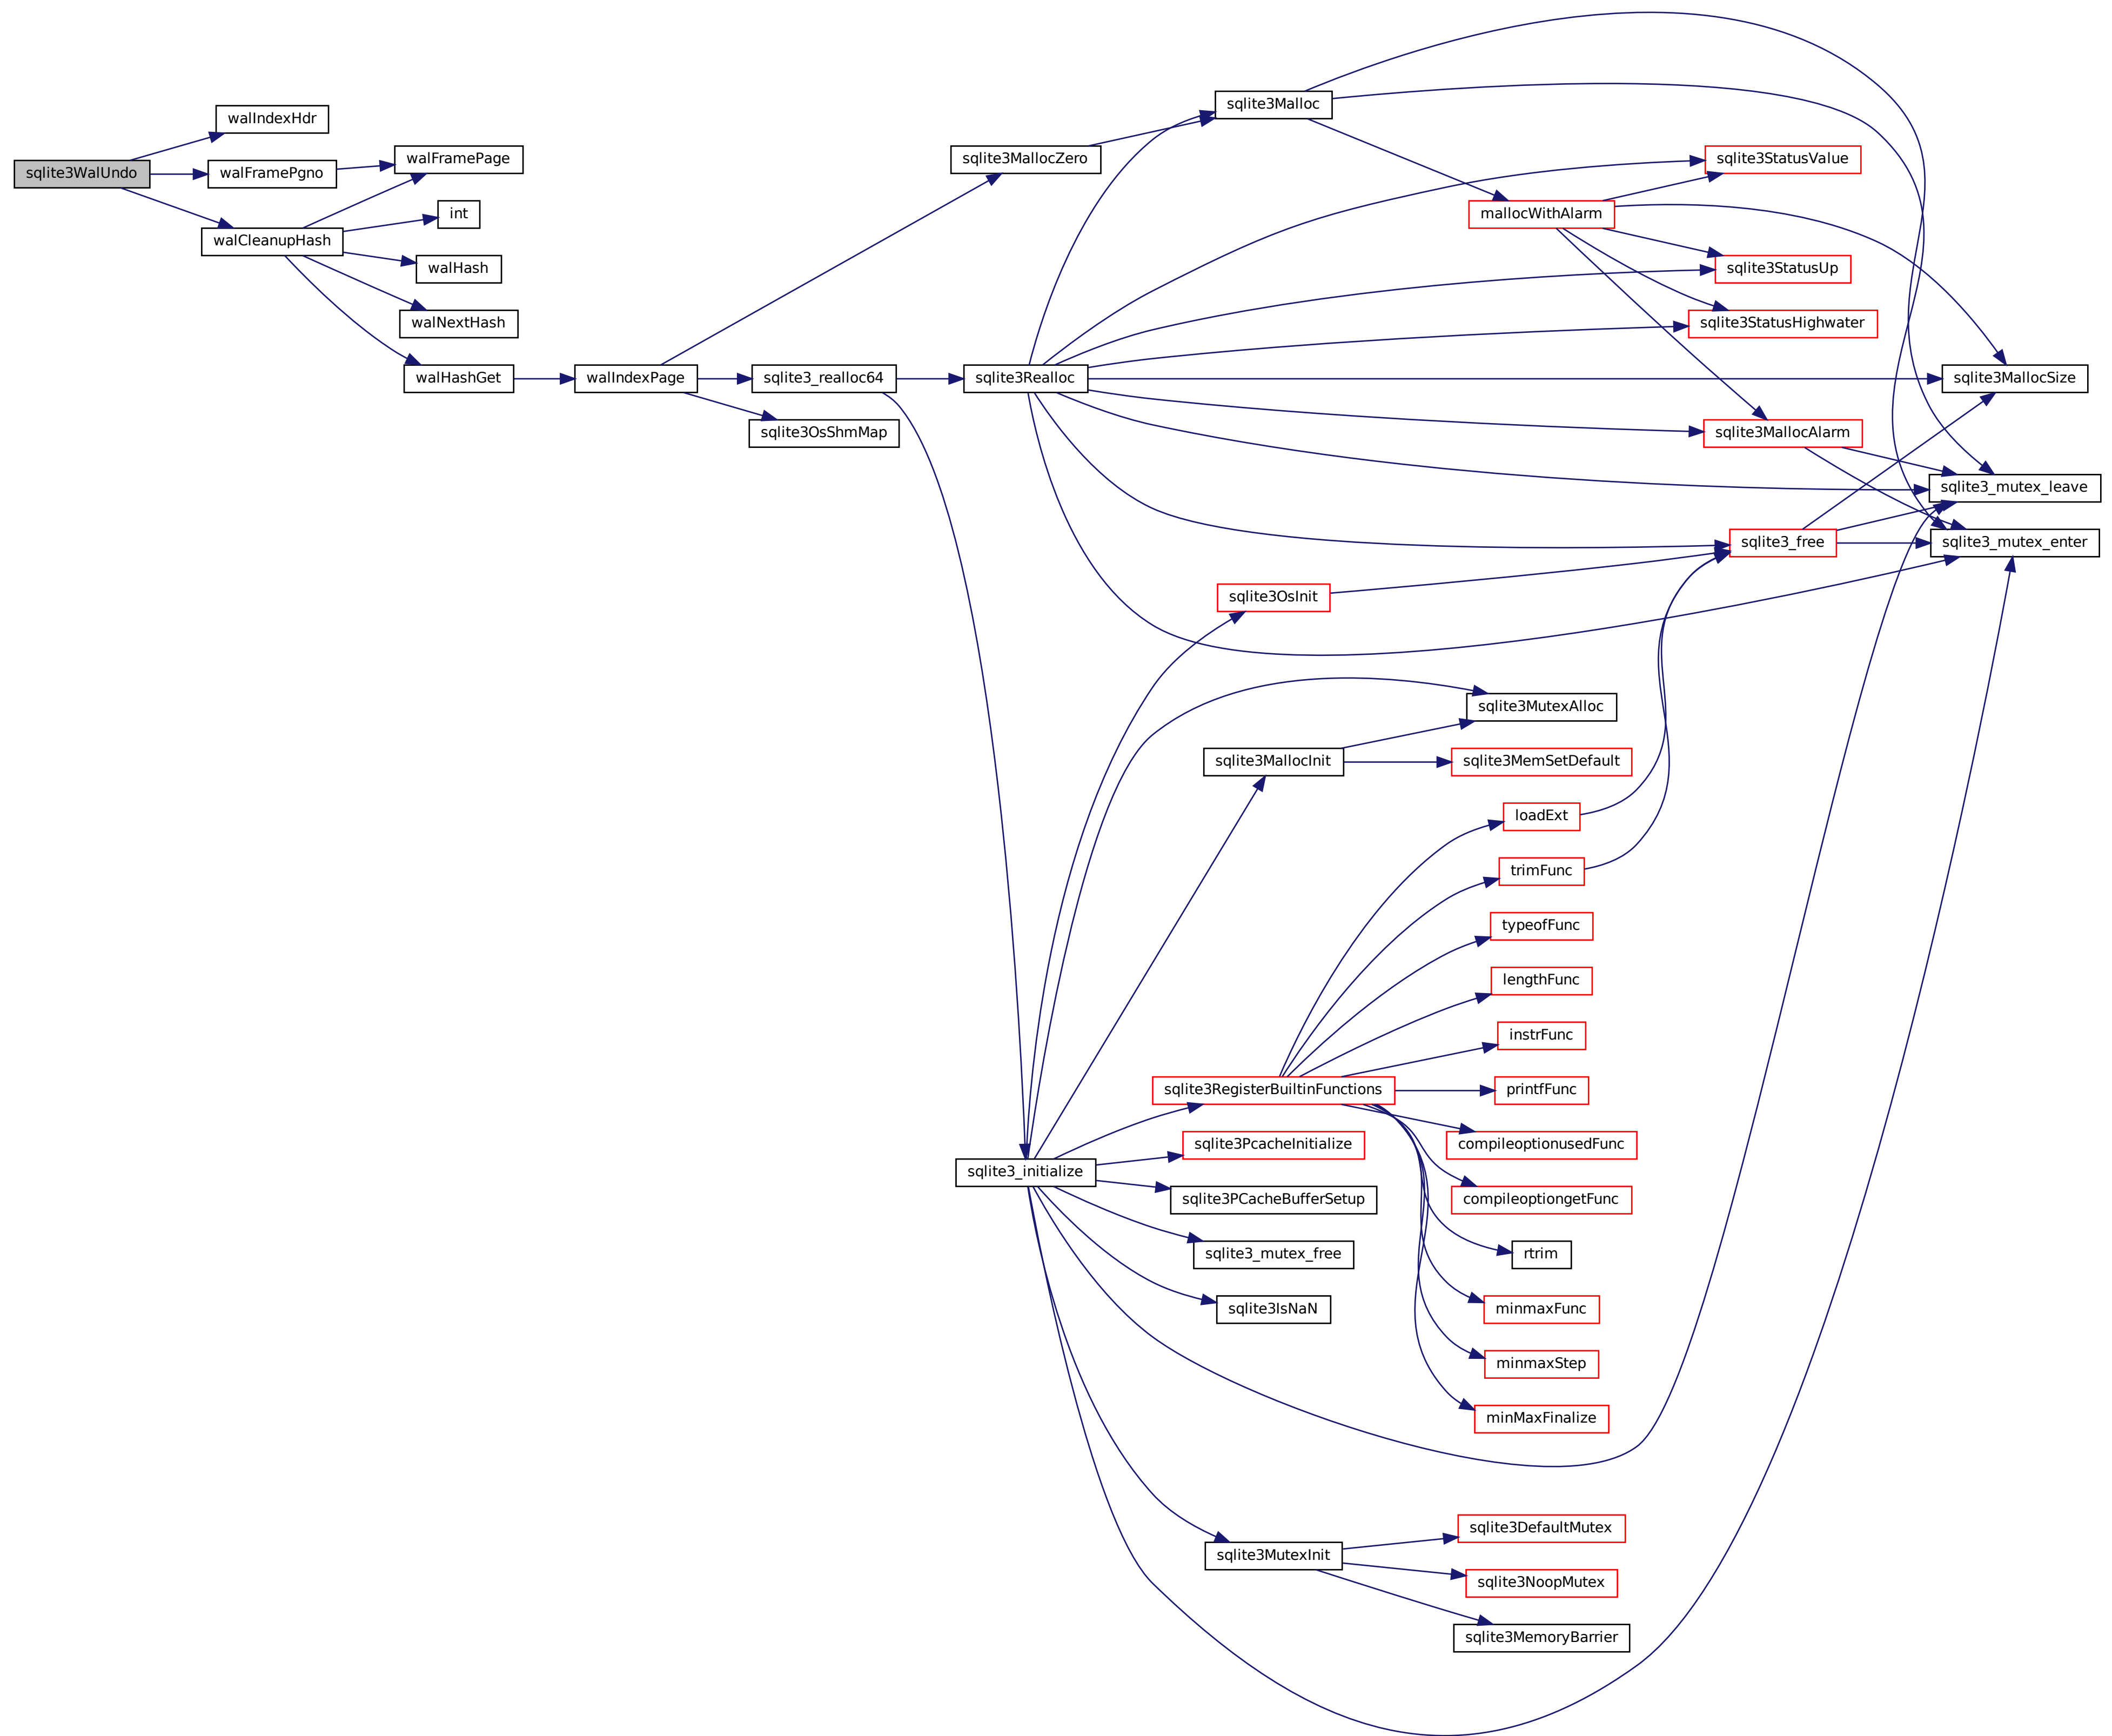 sqlite3WalUndo
walIndexHdr
walFramePgno
walCleanupHash
walFramePage
int
walHash
walNextHash
walHashGet
walIndexPage
sqlite3_realloc64
sqlite3OsShmMap
sqlite3MallocZero
sqlite3Realloc
sqlite3_initialize
sqlite3Malloc
sqlite3OsInit
sqlite3MallocInit
sqlite3RegisterBuiltinFunctions
sqlite3PcacheInitialize
sqlite3PCacheBufferSetup
sqlite3_mutex_free
sqlite3IsNaN
sqlite3MutexInit
mallocWithAlarm
sqlite3MutexAlloc
sqlite3MemSetDefault
loadExt
trimFunc
typeofFunc
lengthFunc
instrFunc
printfFunc
compileoptionusedFunc
compileoptiongetFunc
rtrim
minmaxFunc
minmaxStep
minMaxFinalize
sqlite3DefaultMutex
sqlite3NoopMutex
sqlite3MemoryBarrier
sqlite3StatusValue
sqlite3StatusUp
sqlite3StatusHighwater
sqlite3MallocAlarm
sqlite3_free
sqlite3MallocSize
sqlite3_mutex_leave
sqlite3_mutex_enter